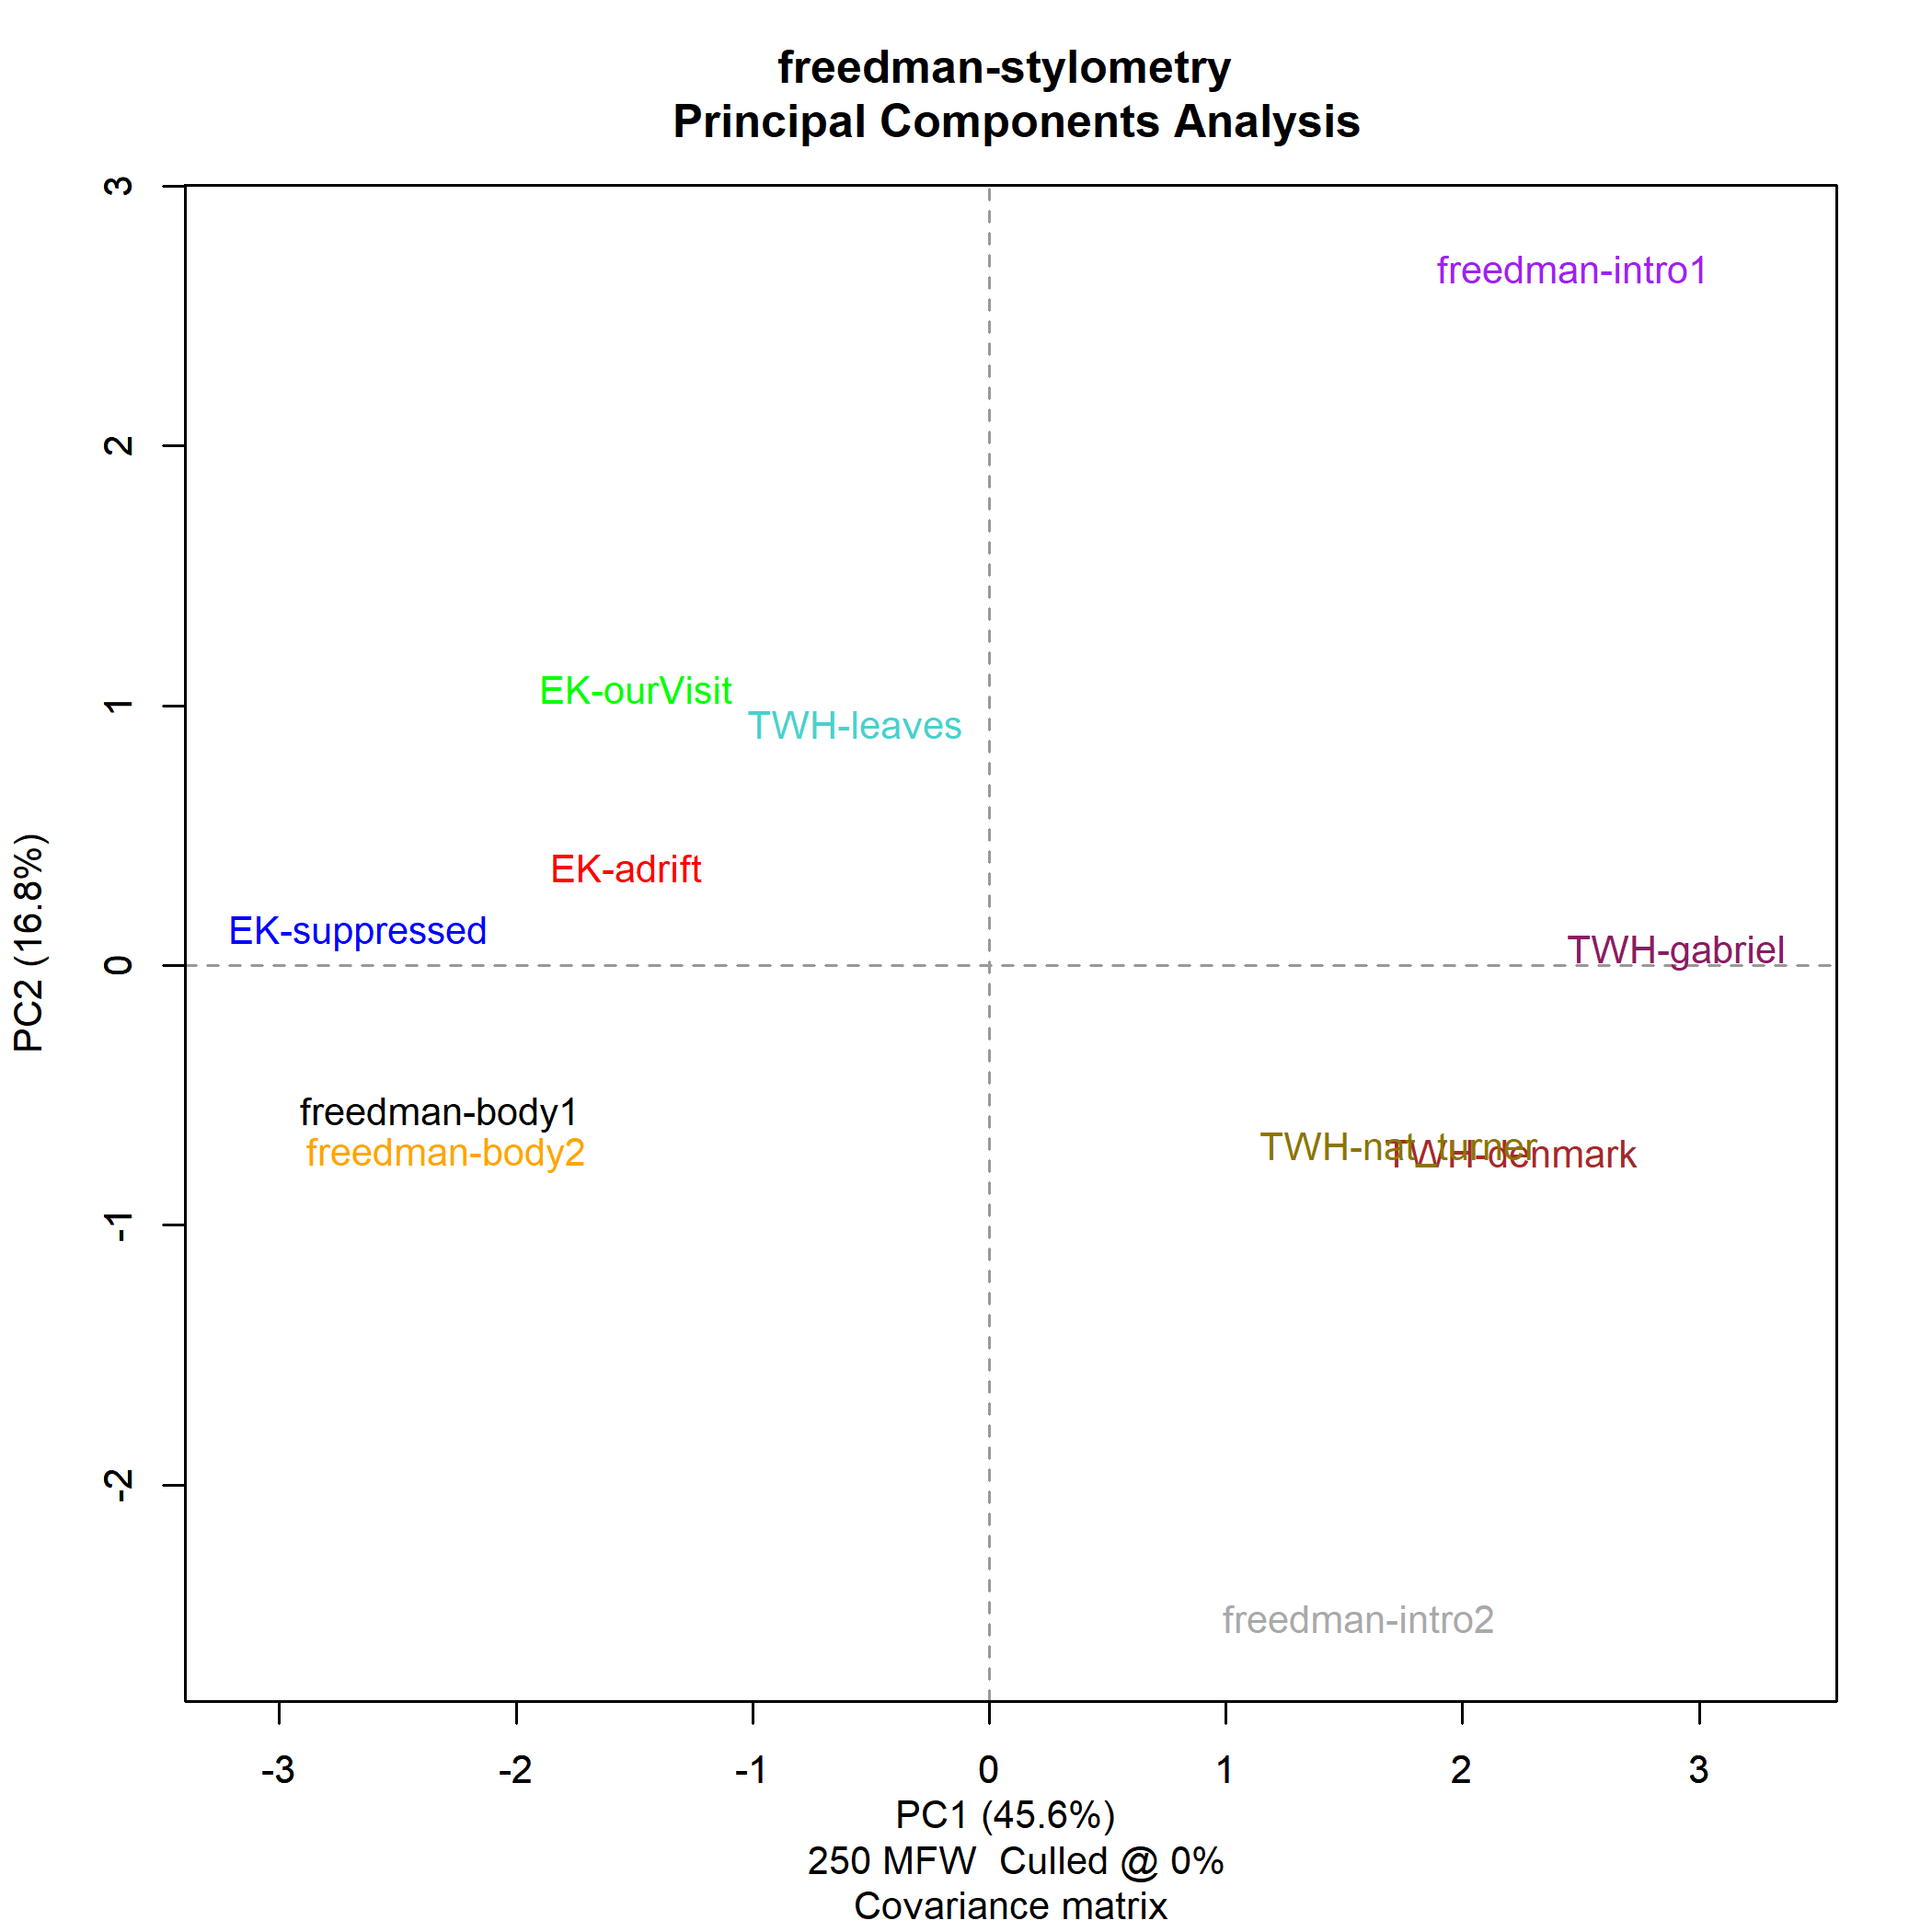 freedman-stylometry
Principal Components Analysis
3
freedman-intro1
2
EK-ourVisit
1
TWH-leaves
EK-adrift
EK-suppressed
TWH-gabriel
0
PC2 (16.8%)
freedman-body1
TWH-nat_turner
freedman-body2
TWH-denmark
-1
-2
freedman-intro2
-3 -2 -1 0 1 2 3
PC1 (45.6%)
250 MFW  Culled @ 0%
Covariance matrix